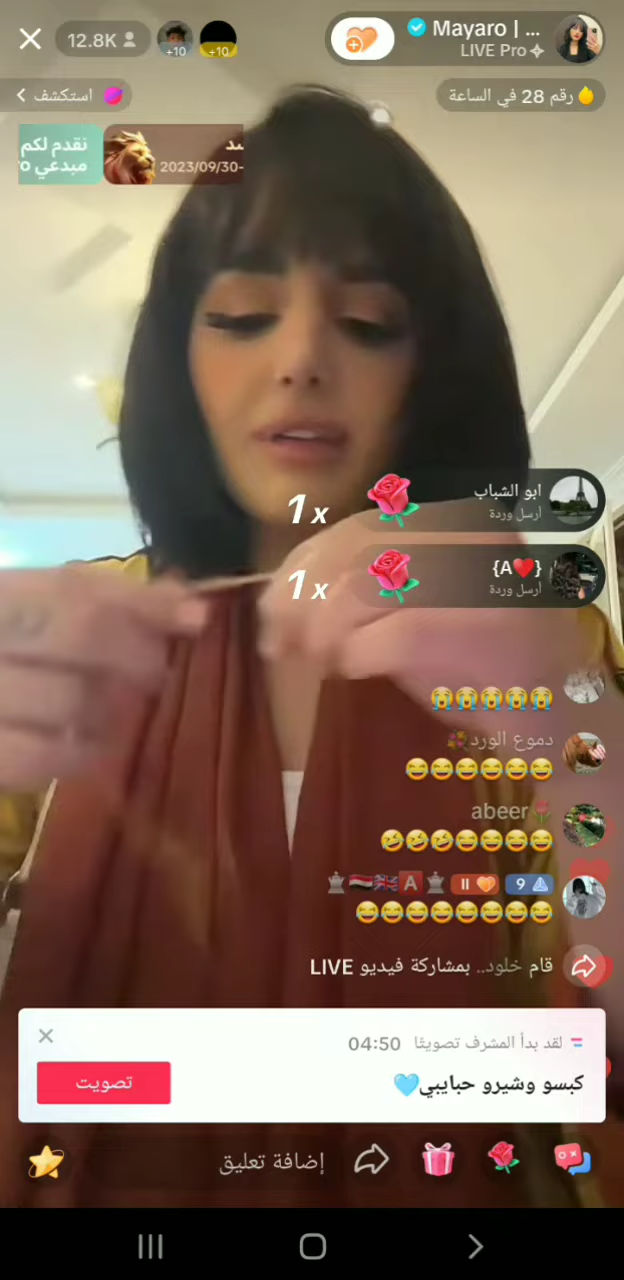 12.8K
+10
+10
Mayaro | ...
LIVE Pro
استكشف
رقم 28 في الساعة
نقدم لكم
مبدعي
2023/09/30-
ابو الشباب
أرسل وردة
1x
{A❤️}
أرسل وردة
1x
😭😭😭😭😭
دموع الورد💐
😂😂😂😂😂😂
abeer🌹
🤣🤣🤣😂😂😂😂
A II 9
😂😂😂😂😂😂😂😂
قام خلود.. بمشاركة فيديو LIVE
لقد بدأ المشرف تصويتًا 04:50
كبسو وشيرو حبايبي🩵
تصويت
إضافة تعليق